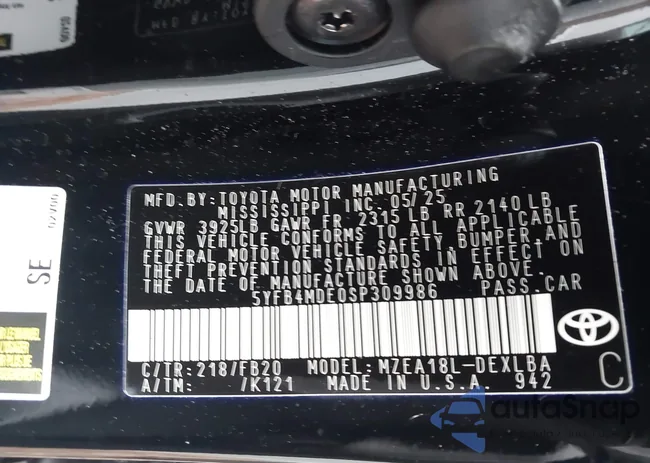 SE
MFD. BY: TOYOTA MOTOR MANUFACTURING
MISSISSIPPI INC. 05/25
GVWR 3925LB GAWR FR 2315 LB RR 2140 LB
THIS VEHICLE CONFORMS TO ALL APPLICABLE
FEDERAL MOTOR VEHICLE SAFETY, BUMPER, AND
THEFT PREVENTION STANDARDS IN EFFECT ON
THE DATE OF MANUFACTURE SHOWN ABOVE.
5YFB4MDE0SP309986 PASS. CAR
C/TR: 218/FB20 MODEL: MZEA18L-DEXLBA
A/TM: /K121 MADE IN U.S.A. 942
C
autoSnap